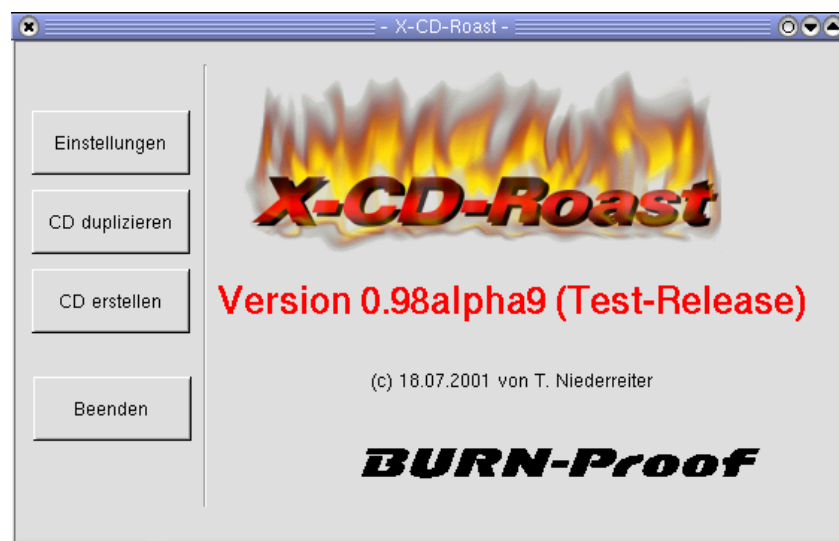 - X-CD-Roast -
Einstellungen
CD duplizieren
CD erstellen
Beenden
X-CD-Roast
Version 0.98alpha9 (Test-Release)
(c) 18.07.2001 von T. Niederreiter
BURN-Proof